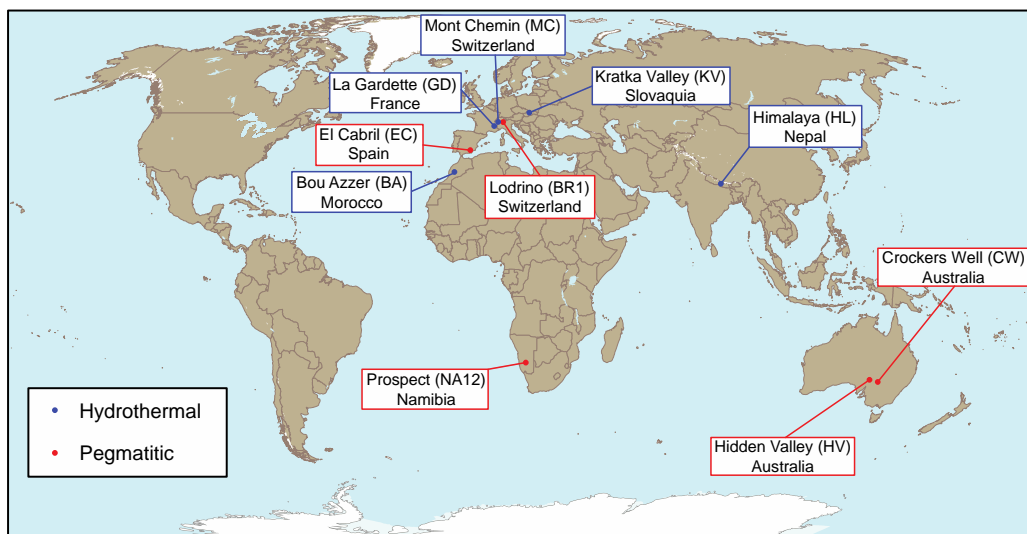 Mont Chemin (MC)
Switzerland
La Gardette (GD)
France
Kratka Valley (KV)
Slovaquia
El Cabril (EC)
Spain
Himalaya (HL)
Nepal
Bou Azzer (BA)
Morocco
Lodrino (BR1)
Switzerland
Crockers Well (CW)
Australia
Prospect (NA12)
Namibia
Hidden Valley (HV)
Australia
Hydrothermal
Pegmatitic